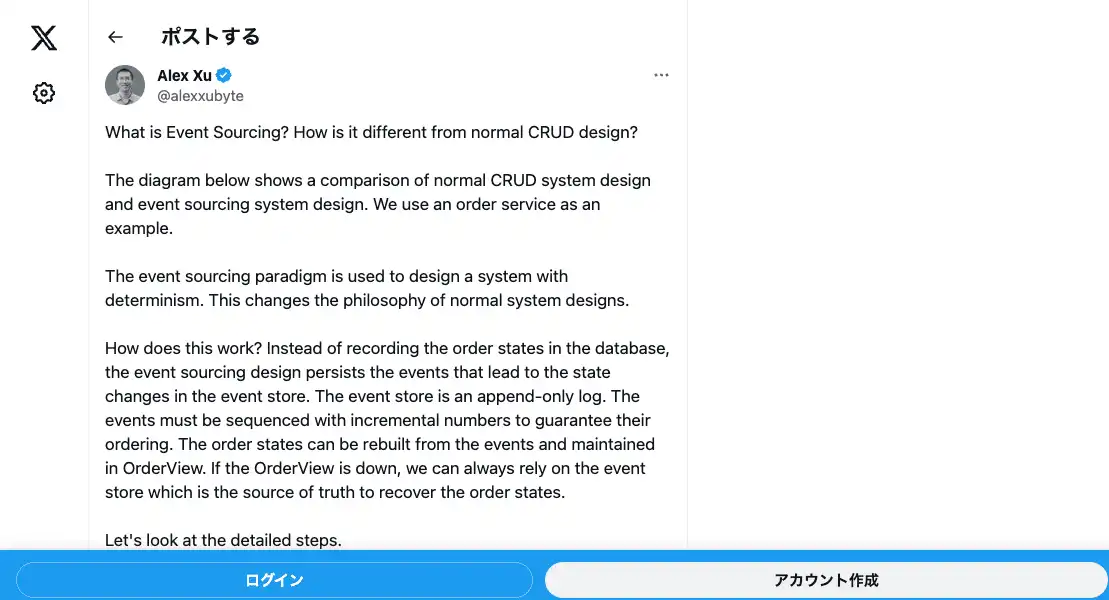 ポストする
Alex Xu
@alexxubyte
What is Event Sourcing? How is it different from normal CRUD design?
The diagram below shows a comparison of normal CRUD system design
and event sourcing system design. We use an order service as an
example.
The event sourcing paradigm is used to design a system with
determinism. This changes the philosophy of normal system designs.
How does this work? Instead of recording the order states in the database,
the event sourcing design persists the events that lead to the state
changes in the event store. The event store is an append-only log. The
events must be sequenced with incremental numbers to guarantee their
ordering. The order states can be rebuilt from the events and maintained
in OrderView. If the OrderView is down, we can always rely on the event
store which is the source of truth to recover the order states.
Let's look at the detailed steps.
ログイン
アカウント作成